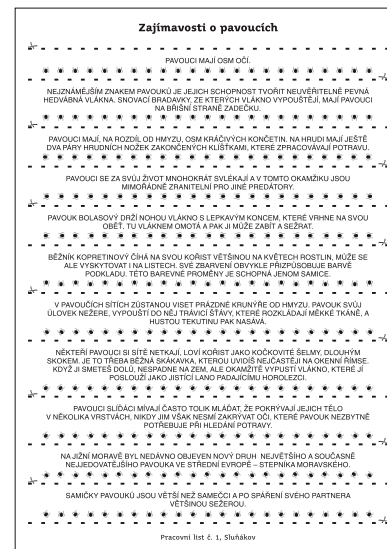 Zajímavosti o pavoucích
PAVOUCI MAJÍ OSM OČÍ.
NEJZNÁMĚJŠÍM ZNAKEM PAVOUKŮ JE JEJICH SCHOPNOST TVOŘIT NEUVĚŘITELNĚ PEVNÁ
HEDVÁBNÁ VLÁKNA. SNOVACÍ BRADAVKY, ZE KTERÝCH VLÁKNO VYPOUŠTĚJÍ, MAJÍ PAVOUCI
NA BŘIŠNÍ STRANĚ ZADEČKU.
PAVOUCI MAJÍ, NA ROZDÍL OD HMYZU, OSM KRÁČIVÝCH KONČETIN. NA HRUDI MAJÍ JEŠTĚ
DVA PÁRY HRUDNÍCH NOŽEK ZAKONČENÝCH KLÍŠŤKAMI, KTERÉ ZPRACOVÁVAJÍ POTRAVU.
PAVOUCI SE ZA SVŮJ ŽIVOT MNOHOKRÁT SVLÉKAJÍ A V TOMTO OKAMŽIKU JSOU
MIMOŘÁDNĚ ZRANITELNÍ PRO JINÉ PREDÁTORY.
PAVOUK BOLASOVÝ DRŽÍ NOHOU VLÁKNO S LEPKAVÝM KONCEM, KTERÉ VRHNE NA SVOU
OBĚŤ. TU VLÁKNEM OMOTÁ A PAK JI MŮŽE ZABÍT A SEŽRAT.
BĚŽNÍK KOPRETINOVÝ ČÍHÁ NA SVOU KOŘIST VĚTŠINOU NA KVĚTECH ROSTLIN, MŮŽE SE
ALE VYSKYTOVAT I NA LISTECH. SVÉ ZBARVENÍ OBVYKLE PŘIZPŮSOBUJE BARVĚ
PODKLADU. TÉTO BAREVNÉ PROMĚNY JE SCHOPNÁ JENOM SAMICE.
V PAVOUČÍCH SÍTÍCH ZŮSTANOU VISET PRÁZDNÉ KRUNÝŘE OD HMYZU. PAVOUK SVŮJ
ÚLOVEK NEŽERE, VYPOUŠTÍ DO NĚJ TRÁVICÍ ŠŤÁVY, KTERÉ ROZKLÁDAJÍ MĚKKÉ TKÁNĚ, A
HUSTOU TEKUTINU PAK NASÁVÁ.
NĚKTEŘÍ PAVOUCI SI SÍTĚ NETKAJÍ, LOVÍ KOŘIST JAKO KOČKOVITÉ ŠELMY, DLOUHÝM
SKOKEM. JE TO TŘEBA BĚŽNÁ SKÁKAVKA, KTEROU UVIDÍŠ NEJČASTĚJI NA OKENNÍ ŘÍMSE.
KDYŽ JI SMETEŠ DOLŮ, NESPADNE NA ZEM, ALE OKAMŽITĚ VYPUSTÍ VLÁKNO, KTERÉ JÍ
POSLOUŽÍ JAKO JISTÍCÍ LANO PADAJÍCÍMU HOROLEZCI.
PAVOUCI SLÍĎÁCI MÍVAJÍ ČASTO TOLIK MLÁĎAT, ŽE POKRÝVAJÍ JEJICH TĚLO
V NĚKOLIKA VRSTVÁCH, NIKDY JIM VŠAK NESMÍ ZAKRÝVAT OČI, KTERÉ PAVOUK NEZBYTNĚ
POTŘEBUJE PŘI HLEDÁNÍ POTRAVY.
NA JIŽNÍ MORAVĚ BYL NEDÁVNO OBJEVEN NOVÝ DRUH NEJVĚTŠÍHO A SOUČASNĚ
NEJJEDOVATĚJŠÍHO PAVOUKA VE STŘEDNÍ EVROPĚ – STEPNÍKA MORAVSKÉHO.
SAMIČKY PAVOUKŮ JSOU VĚTŠÍ NEŽ SAMEČCI A PO SPÁŘENÍ SVÉHO PARTNERA
VĚTŠINOU SEŽEROU.
Pracovní list č. 1, Sluňákov